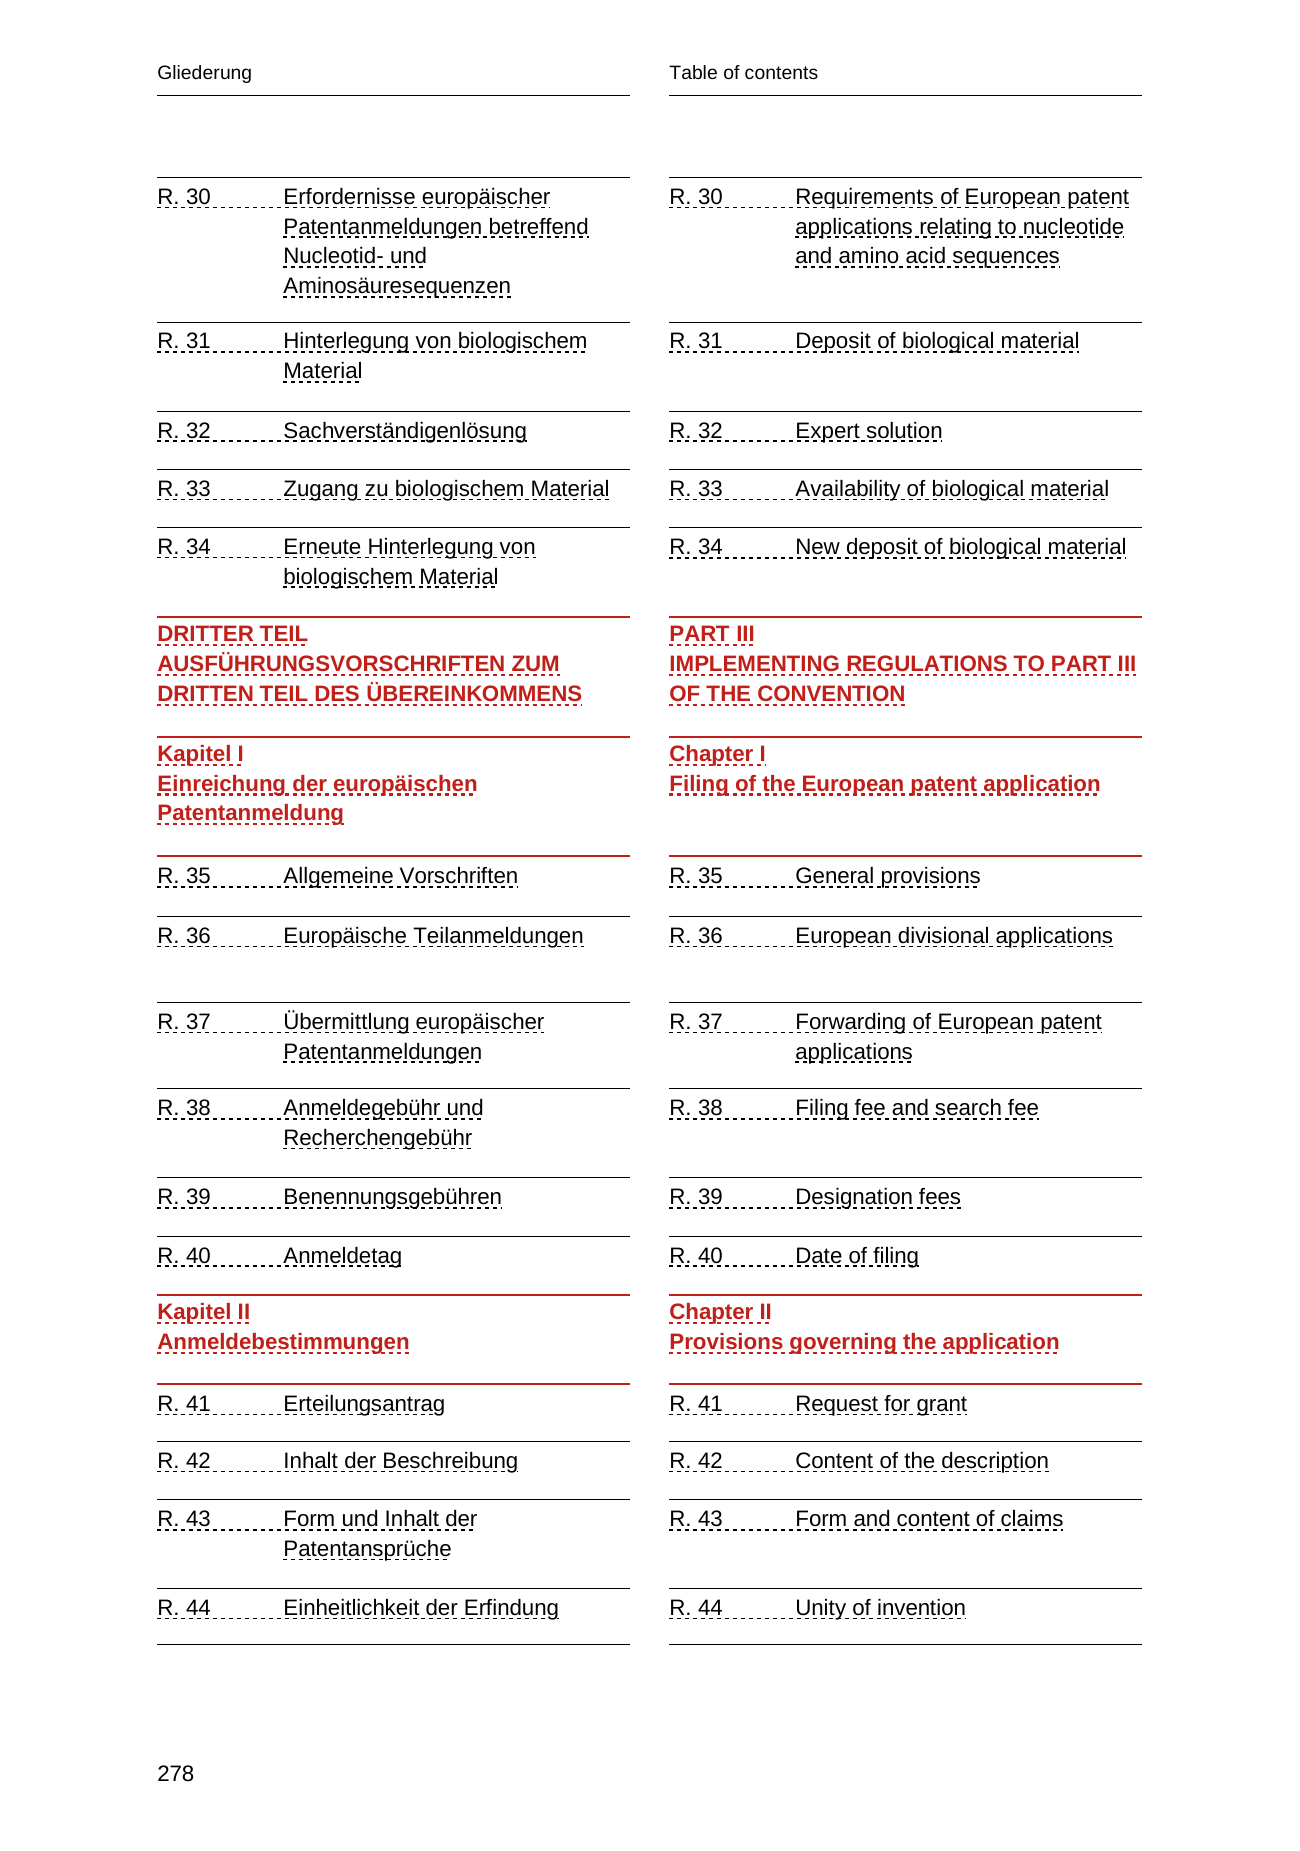 Gliederung
R. 30 Erfordernisse europäischer
Patentanmeldungen betreffend
Nucleotid- und
Aminosäuresequenzen
R. 31 Hinterlegung von biologischem
Material
R. 32 Sachverständigenlösung
R. 33 Zugang zu biologischem Material
R. 34 Erneute Hinterlegung von
biologischem Material
DRITTER TEIL
AUSFÜHRUNGSVORSCHRIFTEN ZUM
DRITTEN TEIL DES ÜBEREINKOMMENS
Kapitel I
Einreichung der europäischen
Patentanmeldung
R. 35 Allgemeine Vorschriften
R. 36 Europäische Teilanmeldungen
R. 37 Übermittlung europäischer
Patentanmeldungen
R. 38 Anmeldegebühr und
Recherchengebühr
R. 39 Benennungsgebühren
R. 40 Anmeldetag
Kapitel II
Anmeldebestimmungen
R. 41 Erteilungsantrag
R. 42 Inhalt der Beschreibung
R. 43 Form und Inhalt der
Patentansprüche
R. 44 Einheitlichkeit der Erfindung
Table of contents
R. 30 Requirements of European patent
applications relating to nucleotide
and amino acid sequences
R. 31 Deposit of biological material
R. 32 Expert solution
R. 33 Availability of biological material
R. 34 New deposit of biological material
PART III
IMPLEMENTING REGULATIONS TO PART III
OF THE CONVENTION
Chapter I
Filing of the European patent application
R. 35 General provisions
R. 36 European divisional applications
R. 37 Forwarding of European patent
applications
R. 38 Filing fee and search fee
R. 39 Designation fees
R. 40 Date of filing
Chapter II
Provisions governing the application
R. 41 Request for grant
R. 42 Content of the description
R. 43 Form and content of claims
R. 44 Unity of invention
278